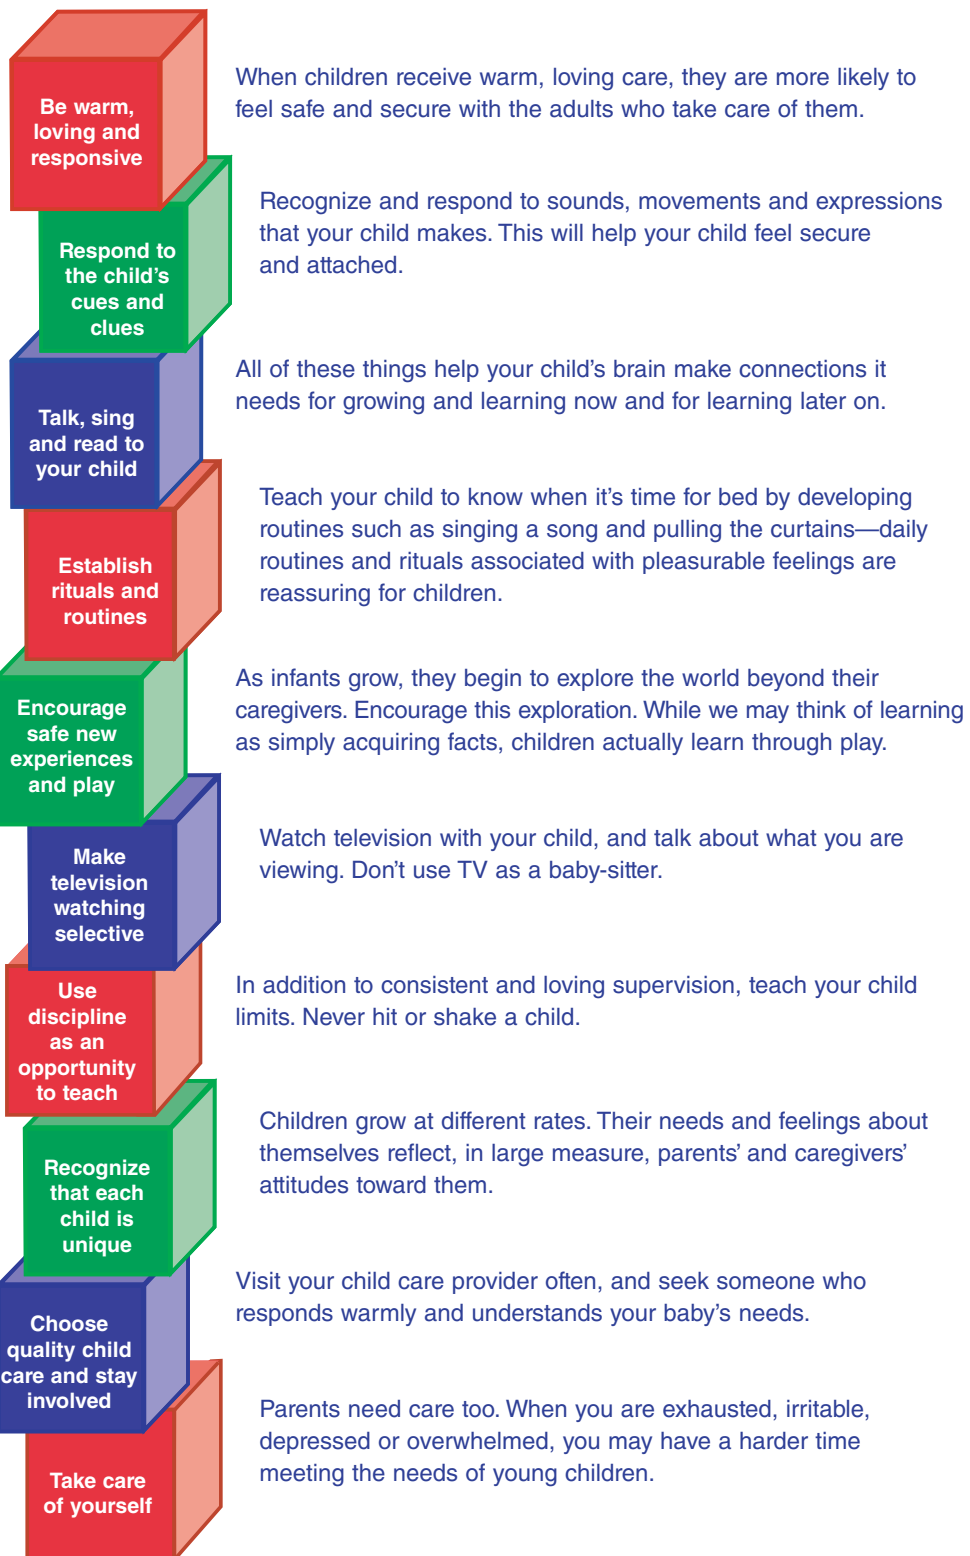 Be warm,
loving and
responsive
When children receive warm, loving care, they are more likely to
feel safe and secure with the adults who take care of them.
Respond to
the child’s
cues and
clues
Recognize and respond to sounds, movements and expressions
that your child makes. This will help your child feel secure
and attached.
Talk, sing
and read to
your child
All of these things help your child’s brain make connections it
needs for growing and learning now and for learning later on.
Establish
rituals and
routines
Teach your child to know when it’s time for bed by developing
routines such as singing a song and pulling the curtains—daily
routines and rituals associated with pleasurable feelings are
reassuring for children.
Encourage
safe new
experiences
and play
As infants grow, they begin to explore the world beyond their
caregivers. Encourage this exploration. While we may think of learning
as simply acquiring facts, children actually learn through play.
Make
television
watching
selective
Watch television with your child, and talk about what you are
viewing. Don’t use TV as a baby-sitter.
Use
discipline
as an
opportunity
to teach
In addition to consistent and loving supervision, teach your child
limits. Never hit or shake a child.
Recognize
that each
child is
unique
Children grow at different rates. Their needs and feelings about
themselves reflect, in large measure, parents’ and caregivers’
attitudes toward them.
Choose
quality child
care and stay
involved
Visit your child care provider often, and seek someone who
responds warmly and understands your baby’s needs.
Take care
of yourself
Parents need care too. When you are exhausted, irritable,
depressed or overwhelmed, you may have a harder time
meeting the needs of young children.